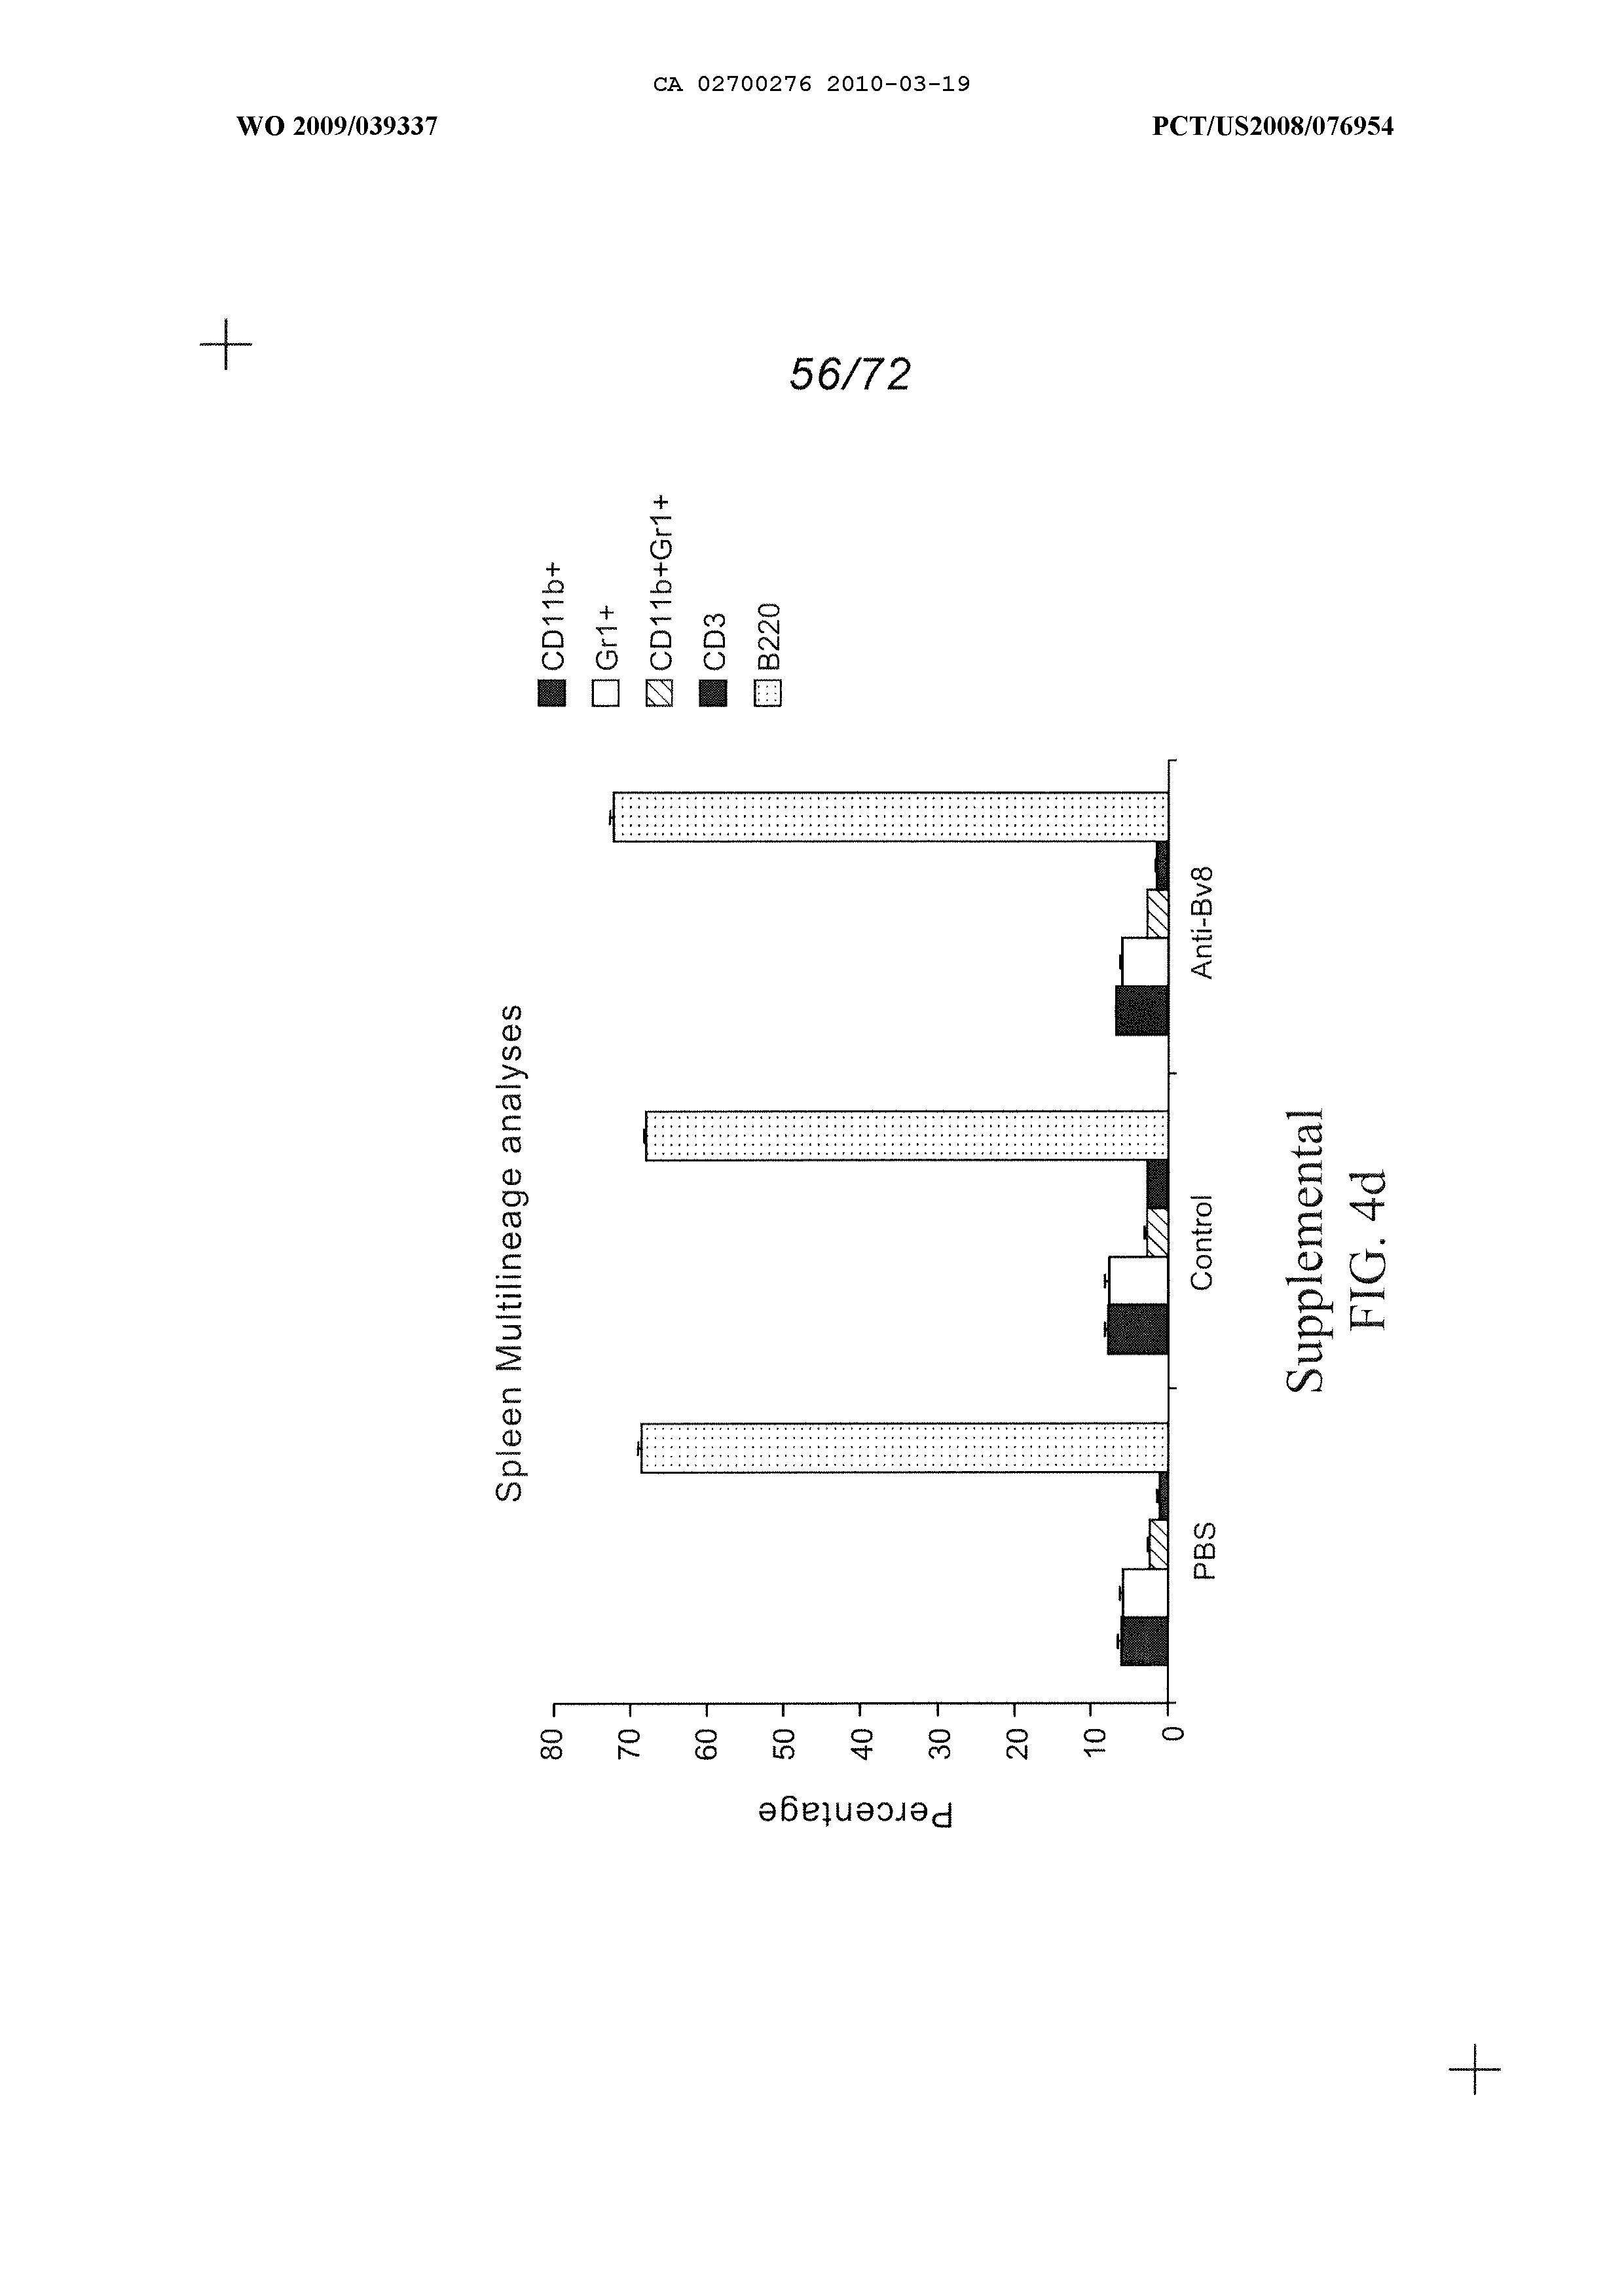 CA 02700276 2010-03-19
WO 2009/039337
PCT/US2008/076954
56/72
Spleen Multilineage analyses
CD11b+
Gr1+
CD11b+Gr1+
CD3
B220
Percentage
80
70
60
50
40
30
20
10
0
PBS
Control
Anti-Bv8
Supplemental
FIG. 4d